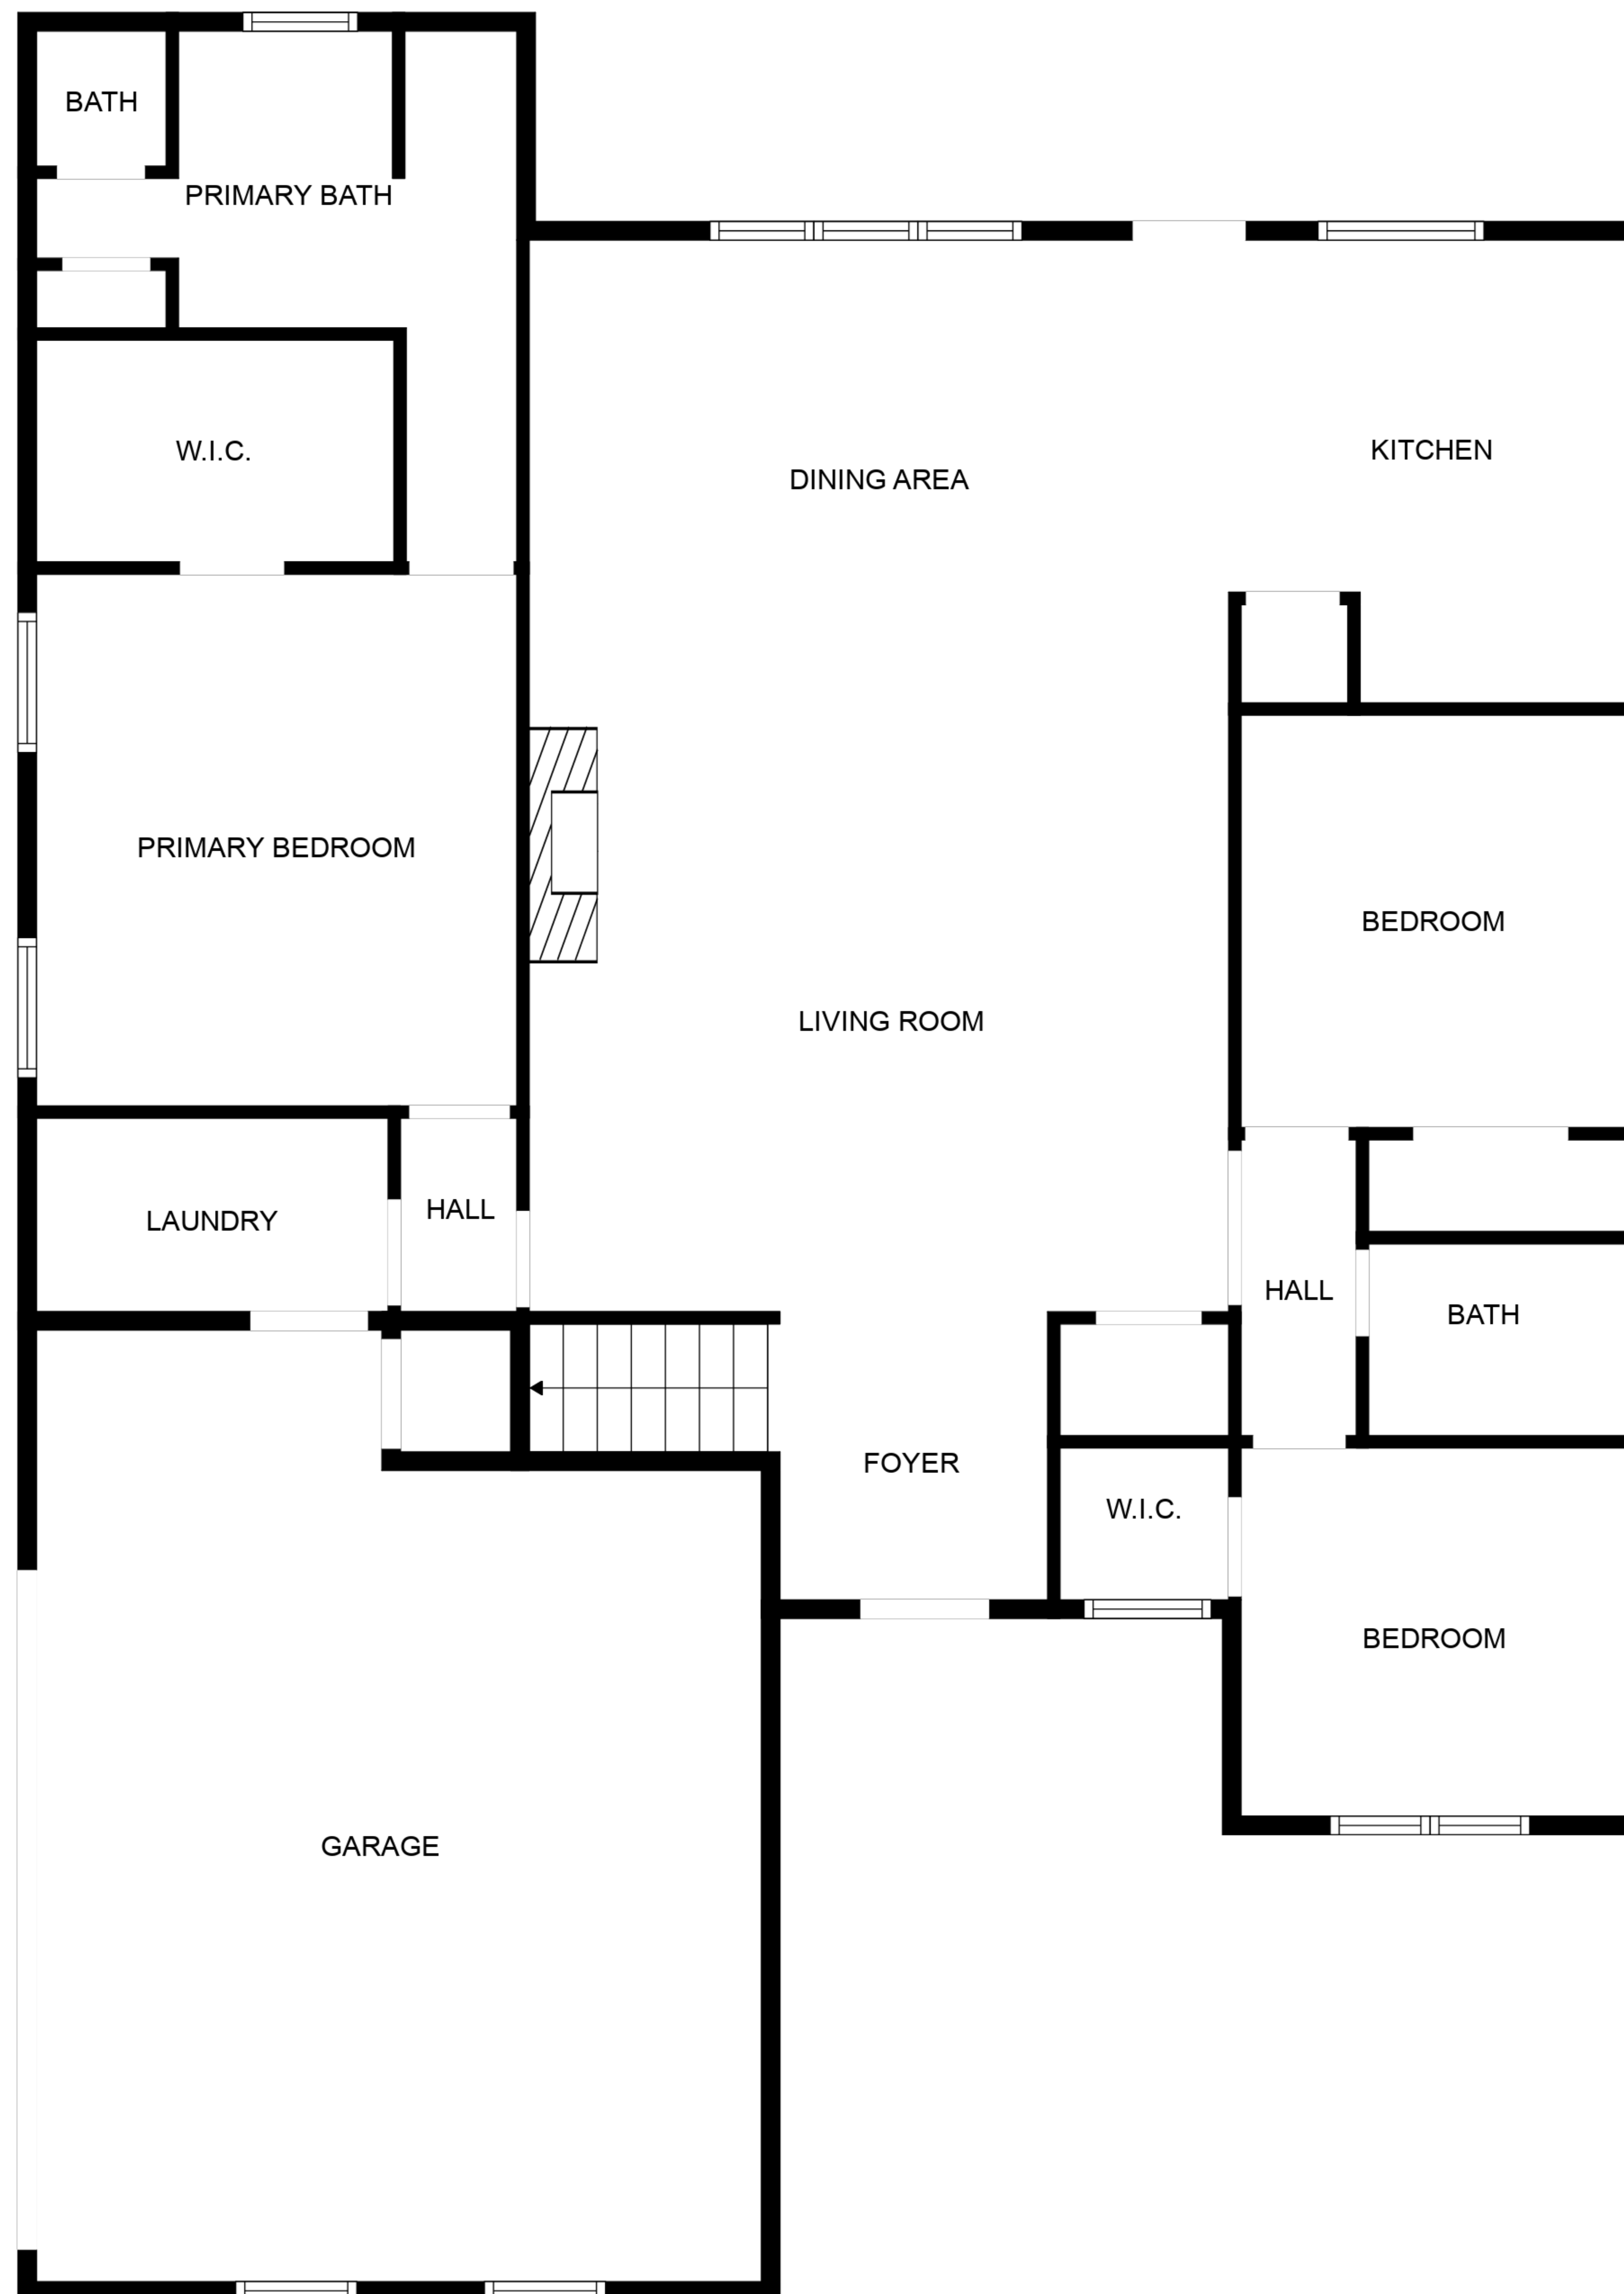 BATH
PRIMARY BATH
W.I.C.
KITCHEN
DINING AREA
PRIMARY BEDROOM
BEDROOM
LIVING ROOM
LAUNDRY
HALL
HALL
BATH
FOYER
W.I.C.
BEDROOM
GARAGE